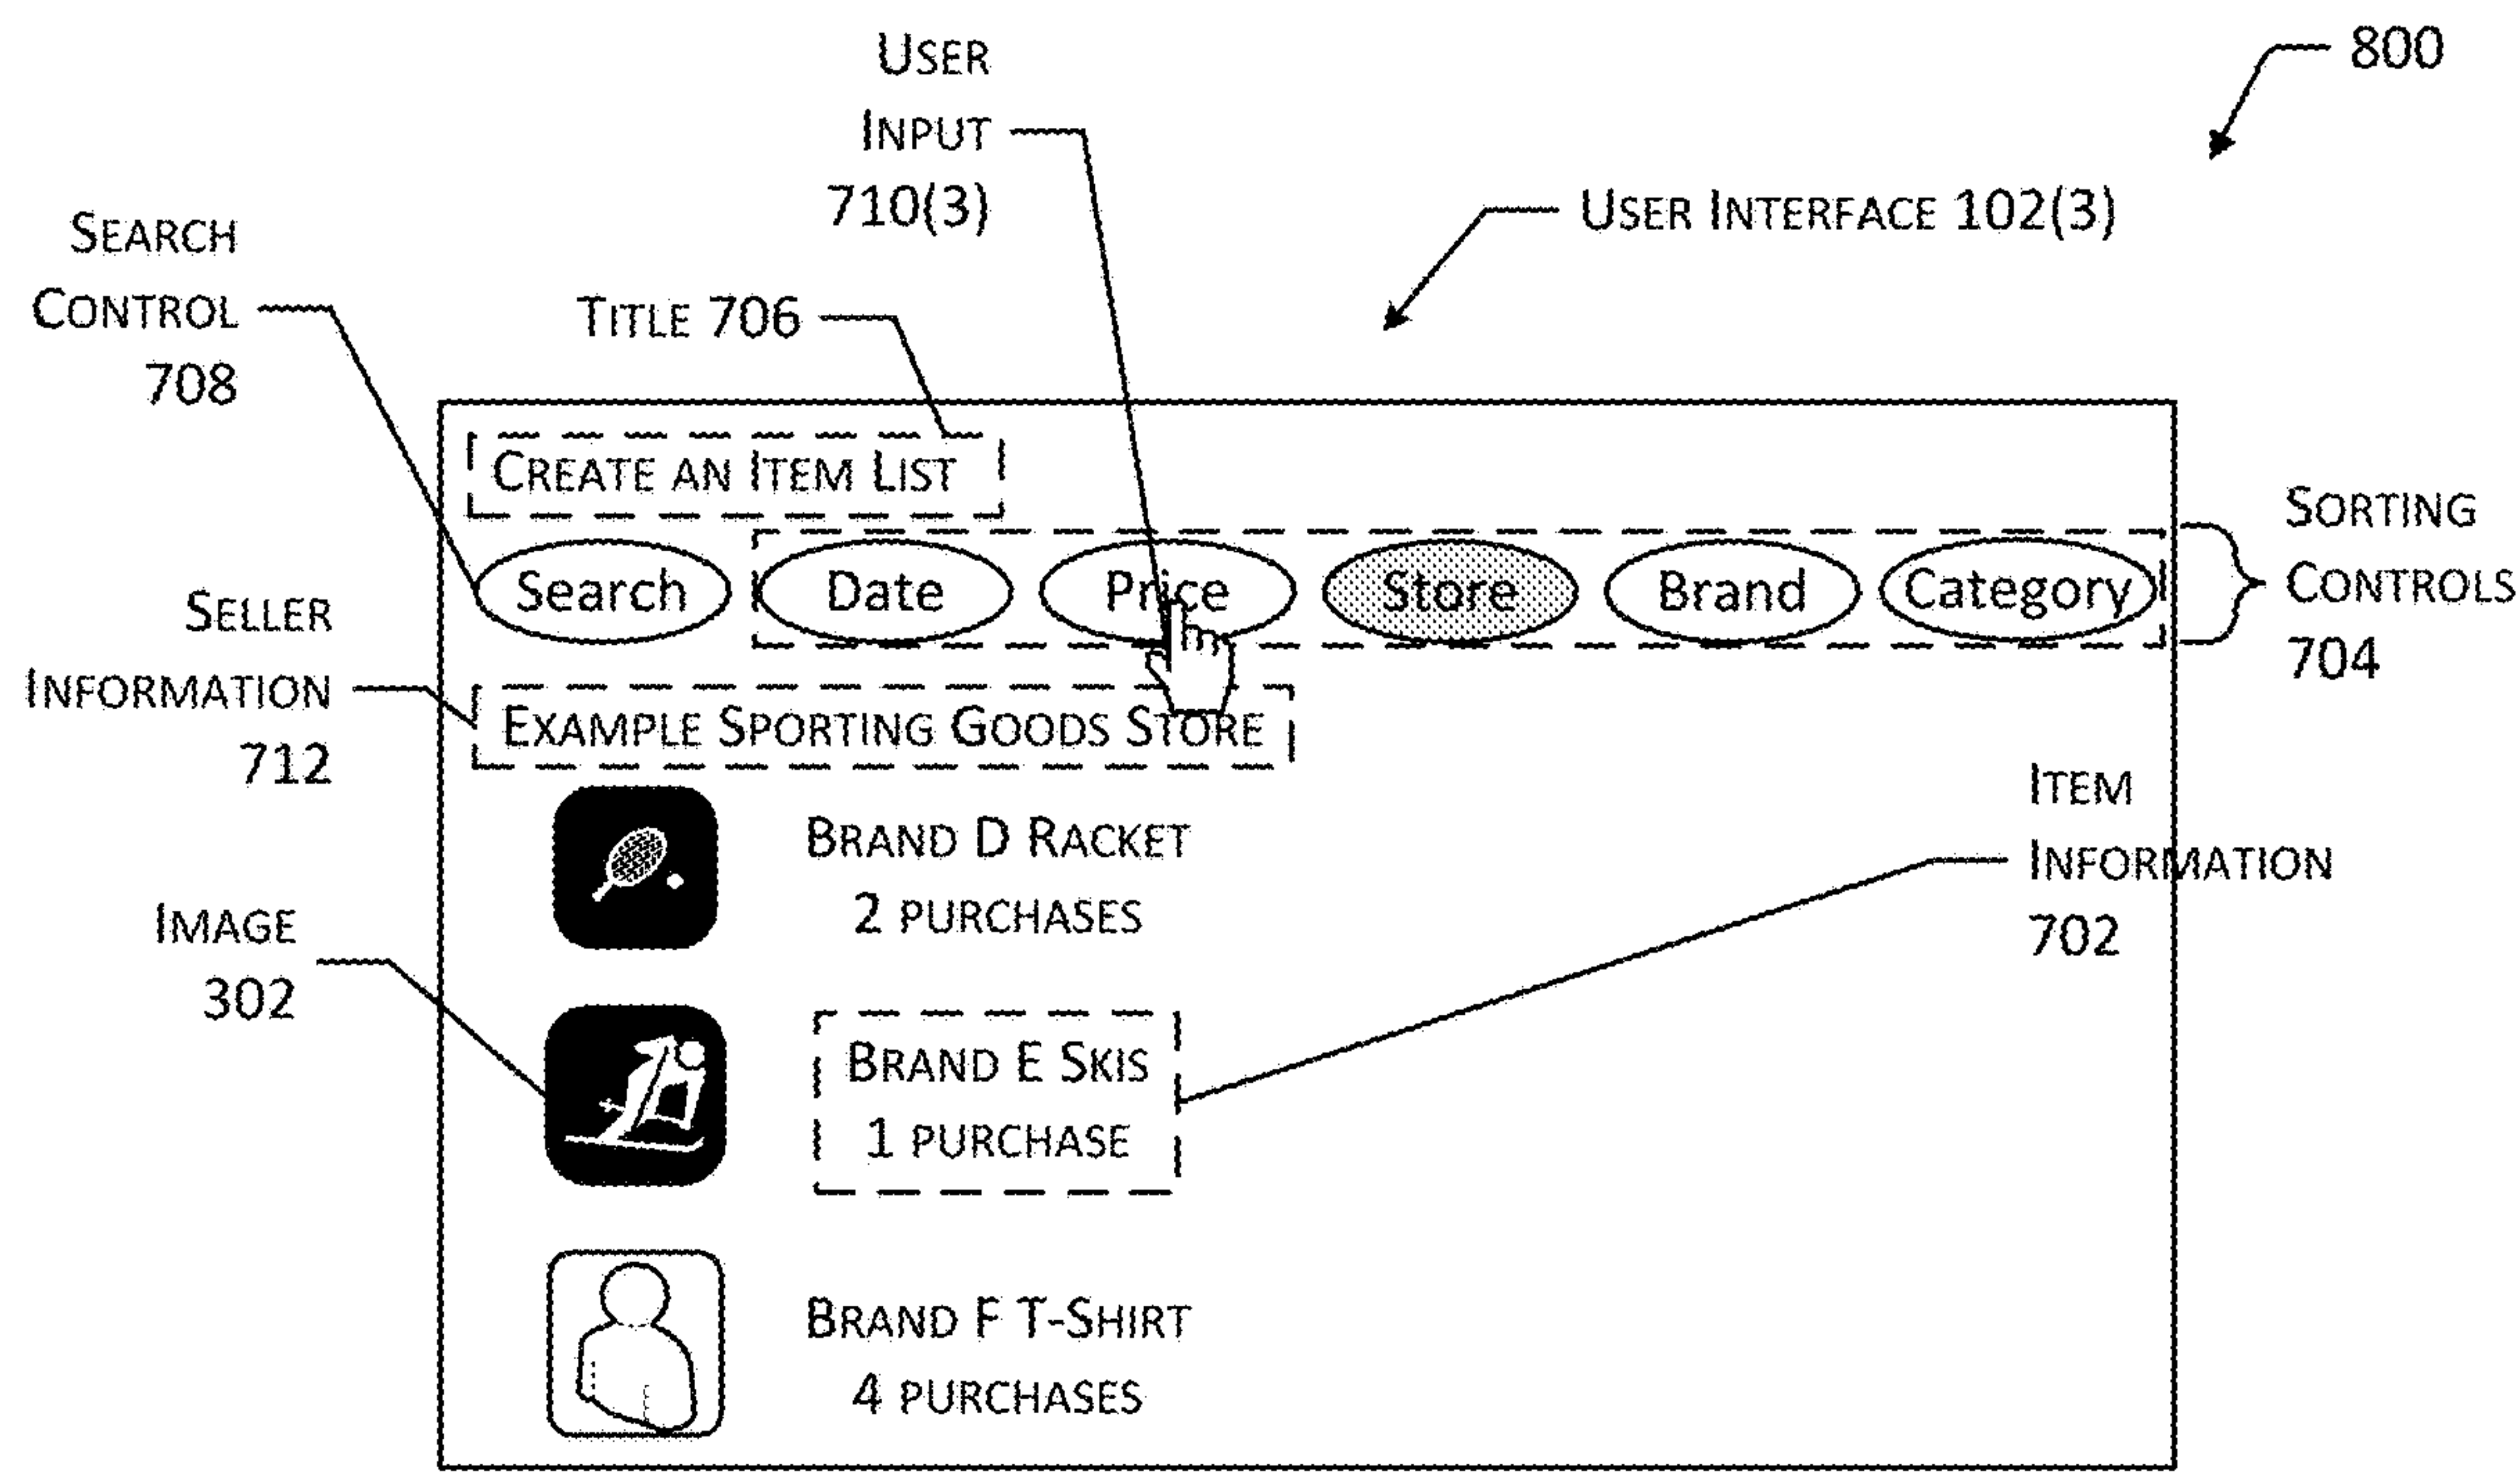 800
USER
INPUT
710(3)
USER INTERFACE 102(3)
SEARCH
CONTROL
708
TITLE 706
CREATE AN ITEM LIST
Search Date Price Store Brand Category
SORTING
CONTROLS
704
SELLER
INFORMATION
712
EXAMPLE SPORTING GOODS STORE
BRAND D RACKET
2 PURCHASES
ITEM
INFORMATION
702
IMAGE
302
BRAND E SKIS
1 PURCHASE
BRAND F T-SHIRT
4 PURCHASES